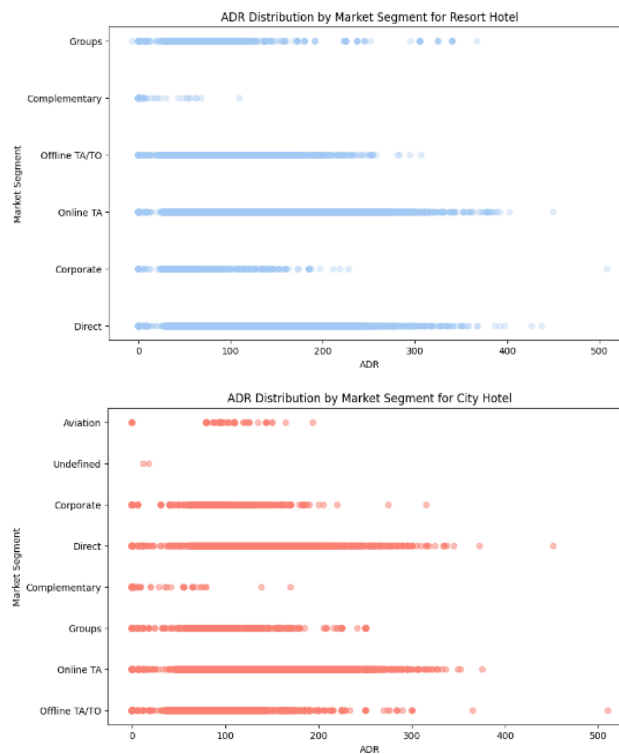 ADR Distribution by Market Segment for Resort Hotel
Groups
Complementary
Offline TA/TO
Online TA
Corporate
Direct
Market Segment
0 100 200 300 400 500
ADR
ADR Distribution by Market Segment for City Hotel
Aviation
Undefined
Corporate
Direct
Complementary
Groups
Online TA
Offline TA/TO
Market Segment
0 100 200 300 400 500
ADR